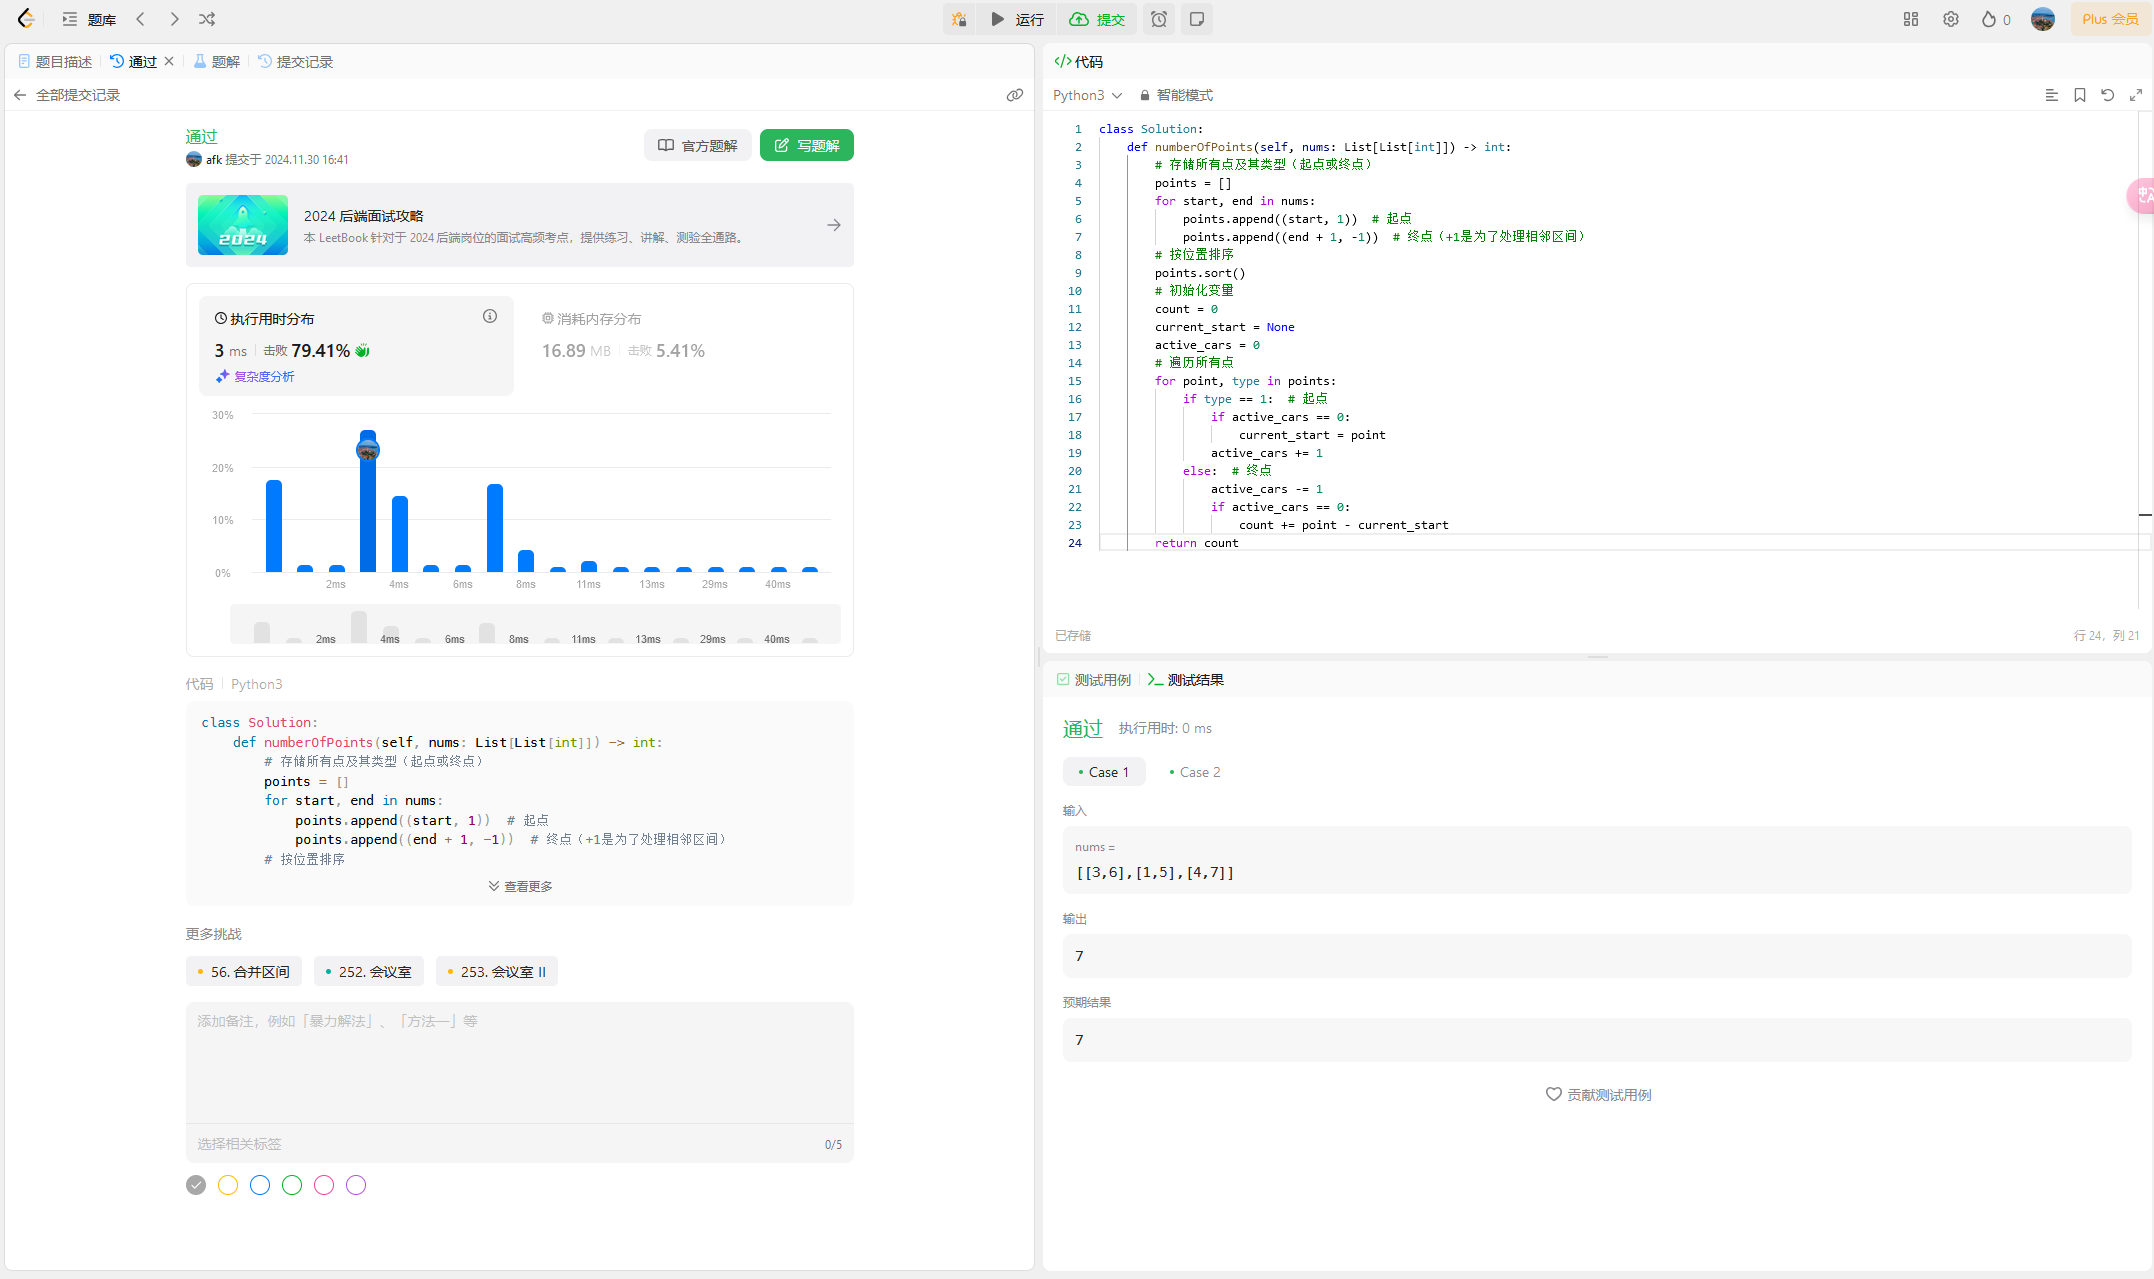 题库
运行
提交
0
Plus 会员
题目描述
通过
题解
提交记录
全部提交记录
通过
afk 提交于 2024.11.30 16:41
官方题解
写题解
2024
2024 后端面试攻略
本 LeetBook 针对于 2024 后端岗位的面试高频考点，提供练习、讲解、测验全通路。
执行用时分布
3 ms 击败 79.41%
复杂度分析
消耗内存分布
16.89 MB 击败 5.41%
30%
20%
10%
0%
2ms 4ms 6ms 8ms 11ms 13ms 29ms 40ms
2ms 4ms 6ms 8ms 11ms 13ms 29ms 40ms
代码 Python3
class Solution:
    def numberOfPoints(self, nums: List[List[int]]) -> int:
        # 存储所有点及其类型（起点或终点）
        points = []
        for start, end in nums:
            points.append((start, 1))  # 起点
            points.append((end + 1, -1))  # 终点（+1是为了处理相邻区间）
        # 按位置排序
查看更多
更多挑战
56. 合并区间
252. 会议室
253. 会议室 II
添加备注，例如「暴力解法」、「方法一」等
选择相关标签
0/5
代码
Python3
智能模式
1 class Solution:
2     def numberOfPoints(self, nums: List[List[int]]) -> int:
3         # 存储所有点及其类型（起点或终点）
4         points = []
5         for start, end in nums:
6             points.append((start, 1))  # 起点
7             points.append((end + 1, -1))  # 终点（+1是为了处理相邻区间）
8         # 按位置排序
9         points.sort()
10         # 初始化变量
11         count = 0
12         current_start = None
13         active_cars = 0
14         # 遍历所有点
15         for point, type in points:
16             if type == 1:  # 起点
17                 if active_cars == 0:
18                     current_start = point
19                 active_cars += 1
20             else:  # 终点
21                 active_cars -= 1
22                 if active_cars == 0:
23                     count += point - current_start
24         return count
已存储
行 24，列 21
测试用例
测试结果
通过
执行用时: 0 ms
Case 1
Case 2
输入
nums =
[[3,6],[1,5],[4,7]]
输出
7
预期结果
7
贡献测试用例